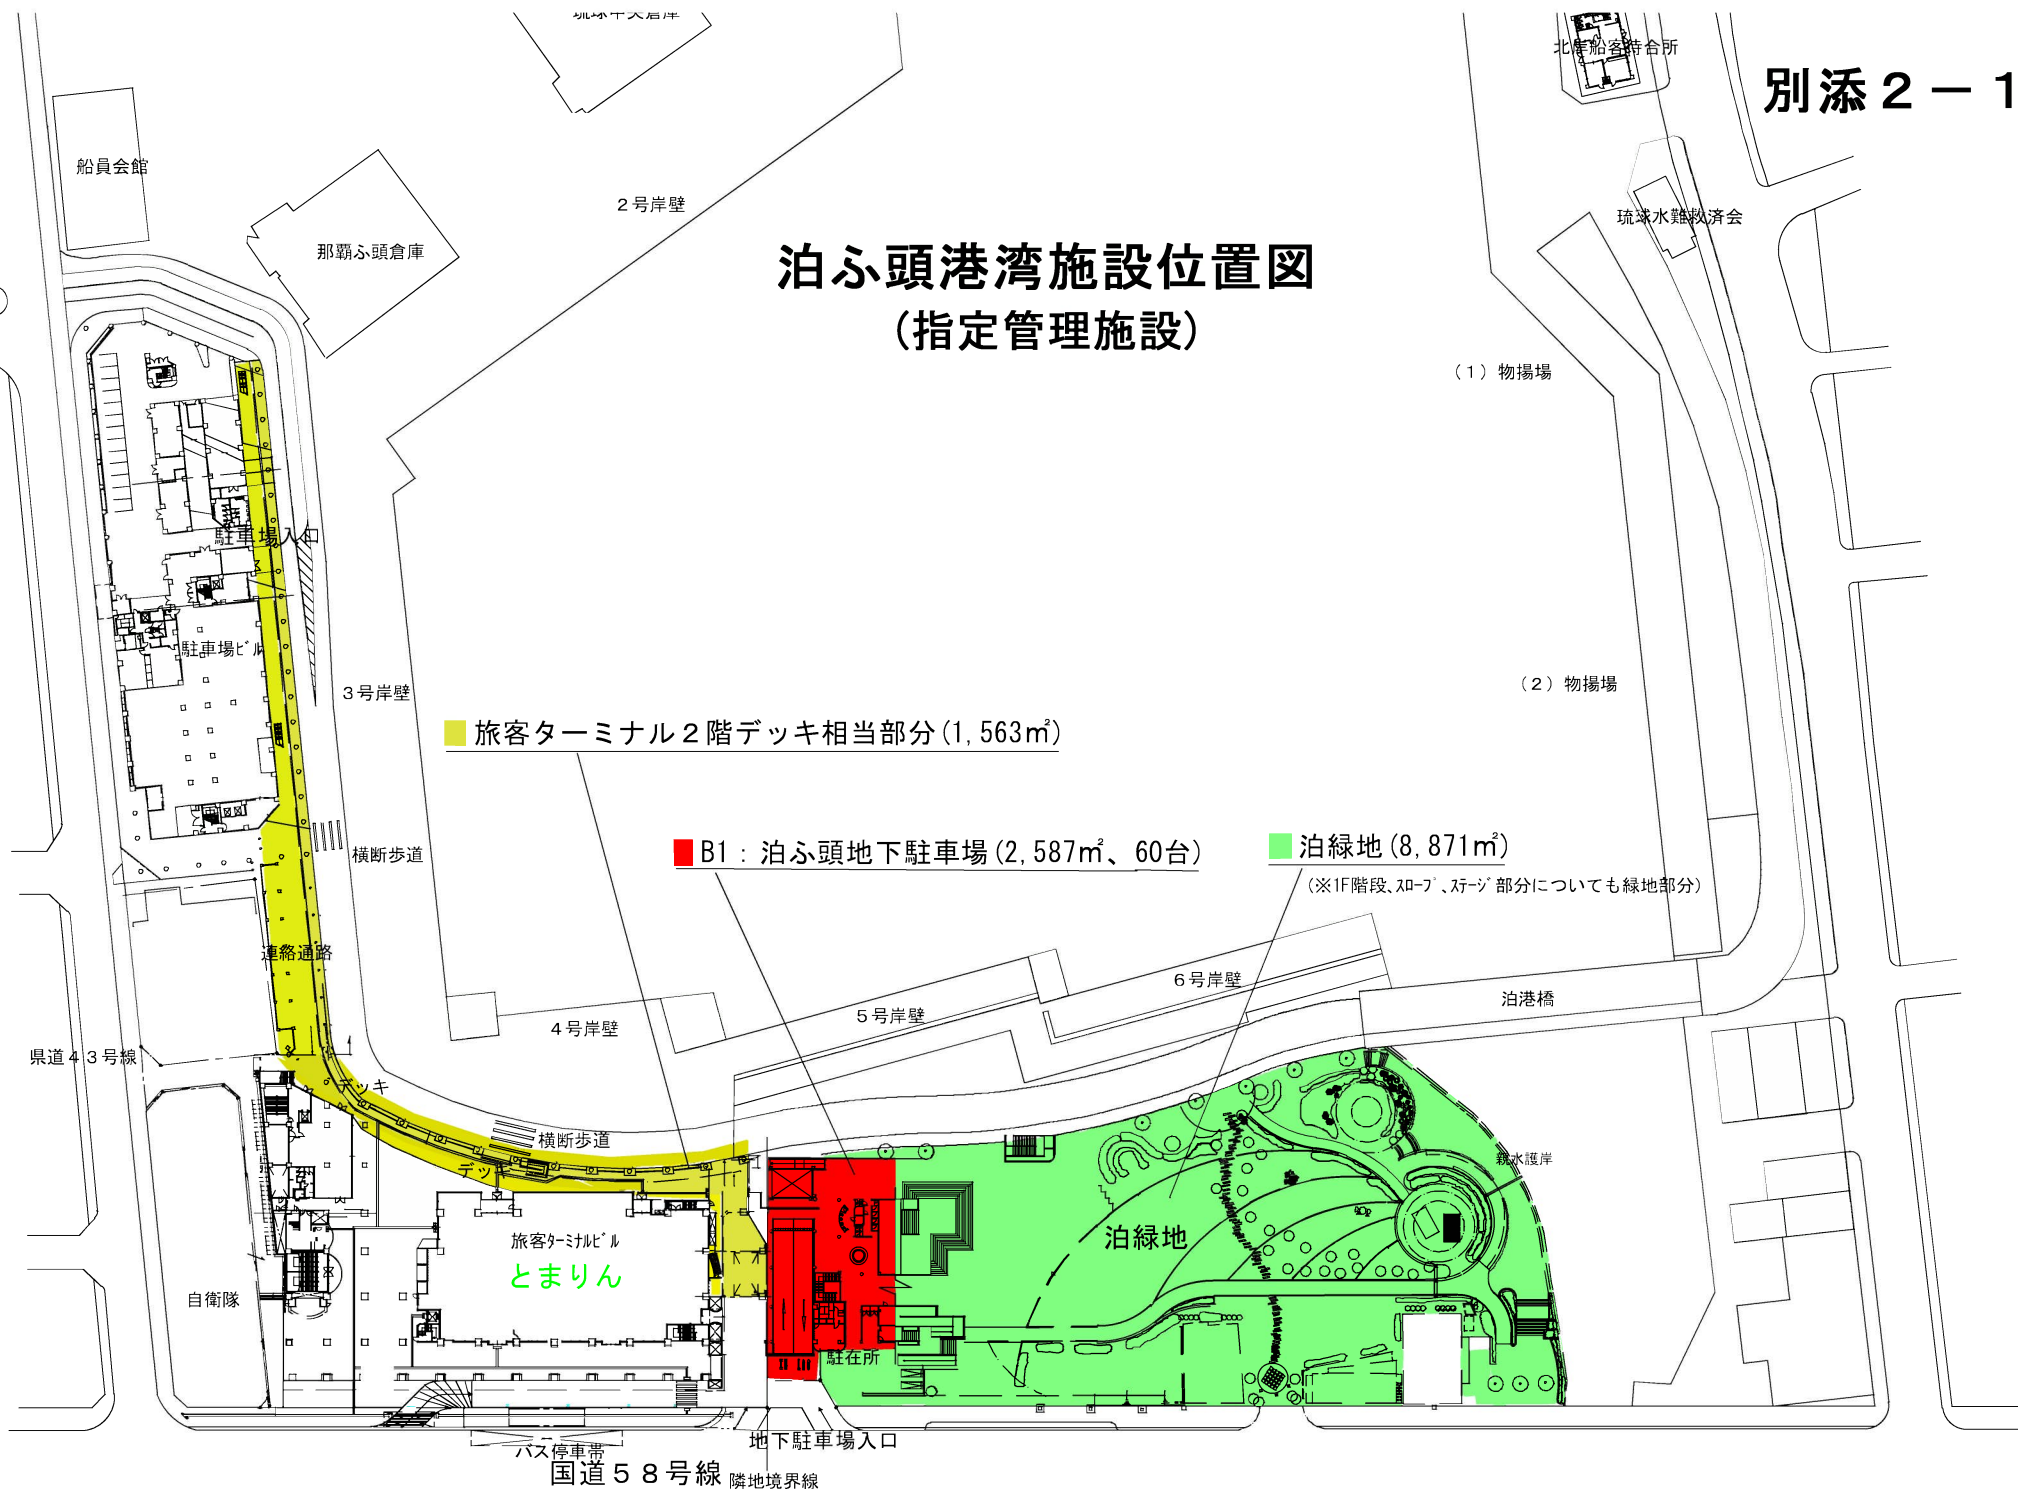 琉球中央倉庫
北岸船客待合所
別添２－１
船員会館
那覇ふ頭倉庫
２号岸壁
琉球水難救済会
泊ふ頭港湾施設位置図
(指定管理施設)
（１）物揚場
駐車場入口
駐車場ﾋﾞﾙ
３号岸壁
（２）物揚場
旅客ターミナル２階デッキ相当部分(1,563㎡)
横断歩道
B1：泊ふ頭地下駐車場(2,587㎡、60台)
泊緑地(8,871㎡)
(※1F階段､ｽﾛｰﾌﾟ､ｽﾃｰｼﾞ部分についても緑地部分)
連絡通路
６号岸壁
泊港橋
５号岸壁
４号岸壁
県道４３号線
デッキ
横断歩道
デッキ
親水護岸
旅客ﾀｰﾐﾅﾙﾋﾞﾙ
とまりん
泊緑地
自衛隊
駐在所
バス停車帯
地下駐車場入口
国道５８号線
隣地境界線